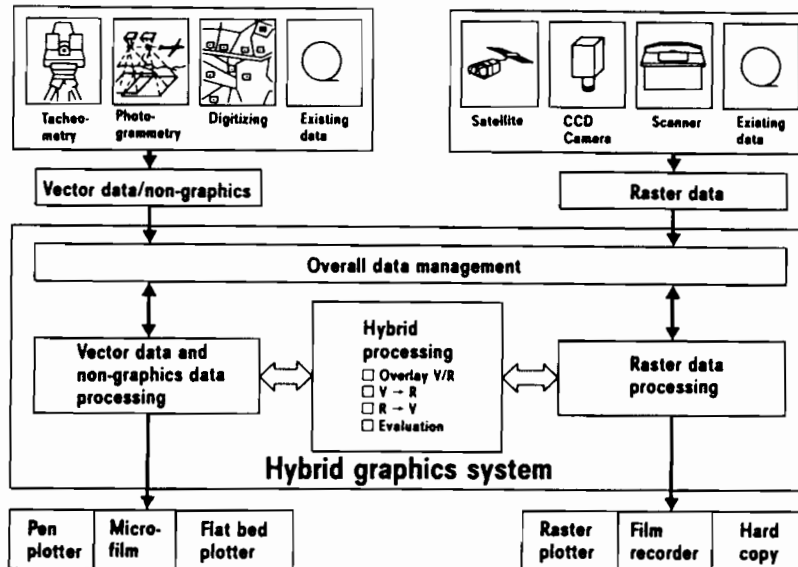 Tacheo-
metry
Photo-
grammetry
Digitizing
Existing
data
Satellite
CCD
Camera
Scanner
Existing
data
Vector data/non-graphics
Raster data
Overall data management
Vector data and
non-graphics data
processing
Hybrid
processing
Overlay V/R
V → R
R → V
Evaluation
Raster data
processing
Hybrid graphics system
Pen
plotter
Micro-
film
Flat bed
plotter
Raster
plotter
Film
recorder
Hard
copy